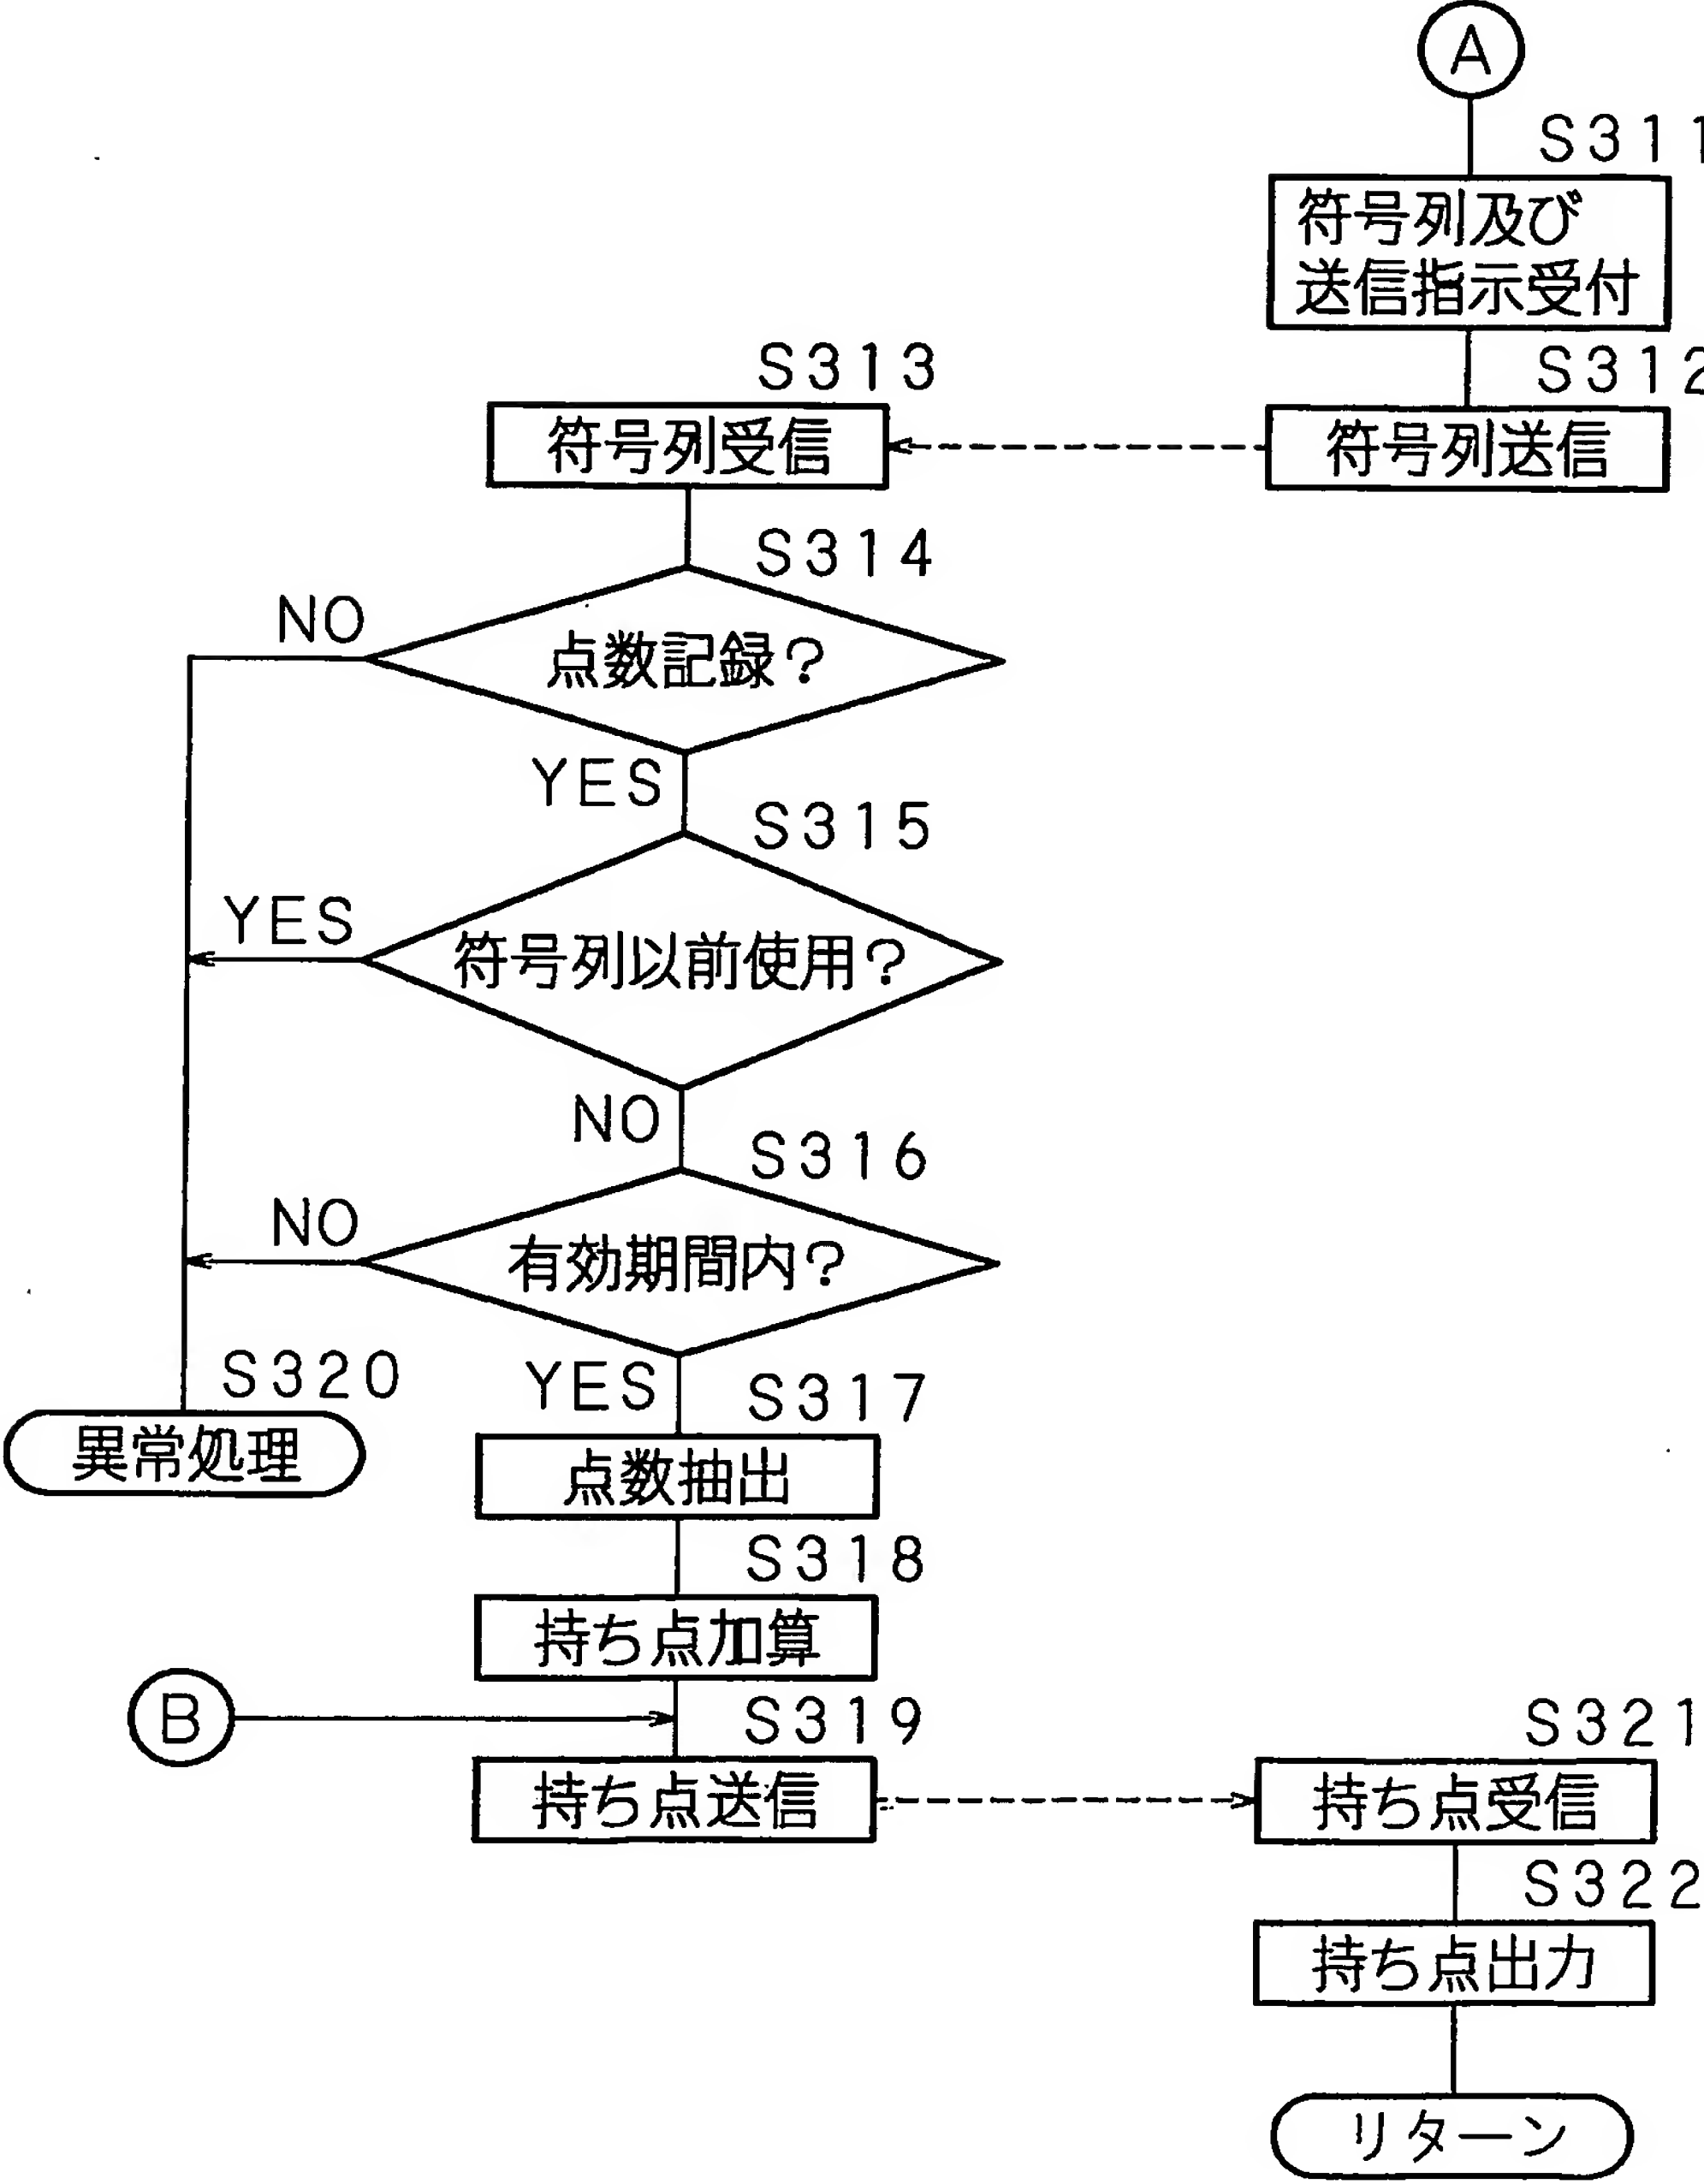 A
S311
符号列及び
送信指示受付
S313
S312
符号列受信
符号列送信
S314
NO
点数記録?
YES
S315
YES
符号列以前使用?
NO
S316
NO
有効期間内?
S320
YES
S317
異常処理
点数抽出
S318
持ち点加算
B
S319
S321
持ち点送信
持ち点受信
S322
持ち点出力
リターン